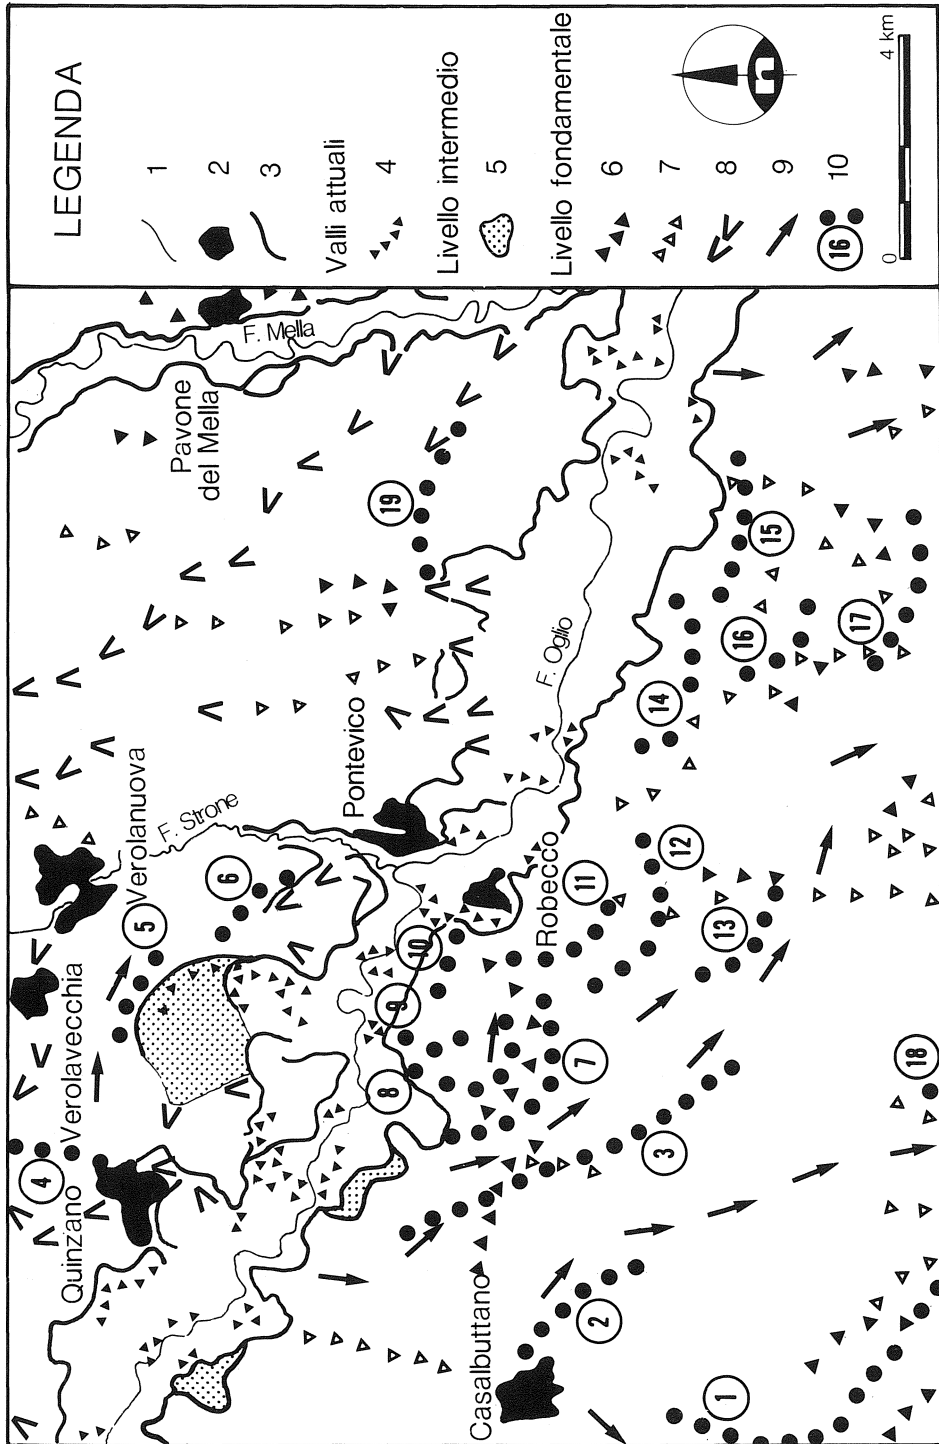 LEGENDA
1
2
3
Valli attuali
4
Livello intermedio
5
Livello fondamentale
6
7
8
9
16
10
0
4 km
F. Mella
Pavone
del Mella
19
F. Oglio
15
16
17
14
Pontevico
Verolanuova
F. Strone
6
5
Robecco
11
12
13
10
9
8
7
Verolavecchia
4
Quinzano
3
18
Casalbuttano
2
1